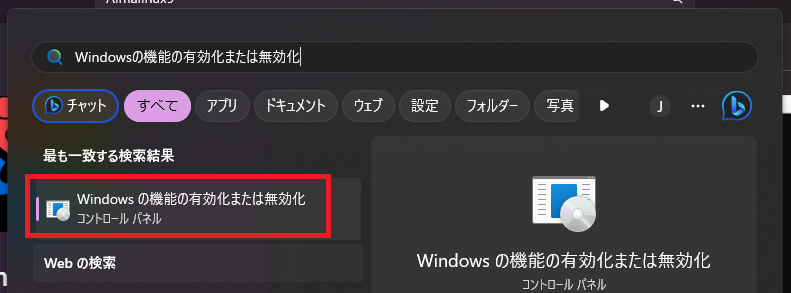 Almalinux9
Windowsの機能の有効化または無効化
チャット すべて アプリ ドキュメント ウェブ 設定 フォルダー 写真 J
最も一致する検索結果
Windows の機能の有効化または無効化
コントロール パネル
Web の検索
Windows の機能の有効化または無効化
コントロール パネル